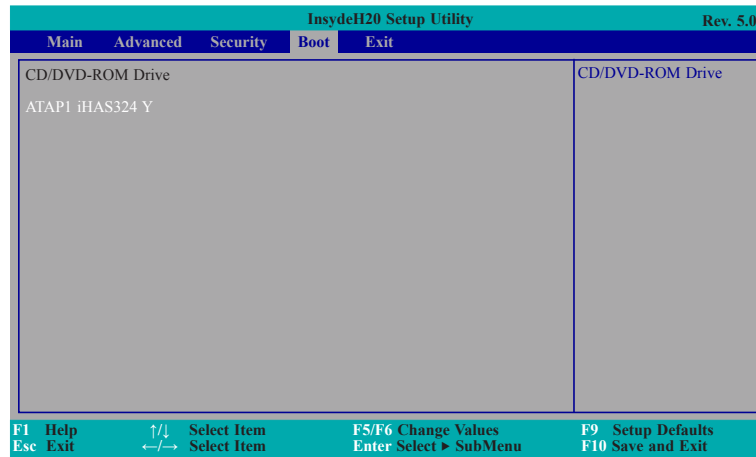 InsydeH20 Setup Utility Rev. 5.0
Main Advanced Security Boot Exit
CD/DVD-ROM Drive
ATAP1 iHAS324 Y
CD/DVD-ROM Drive
F1 Help ↑/↓ Select Item F5/F6 Change Values F9 Setup Defaults
Esc Exit ←/→ Select Item Enter Select ▶ SubMenu F10 Save and Exit